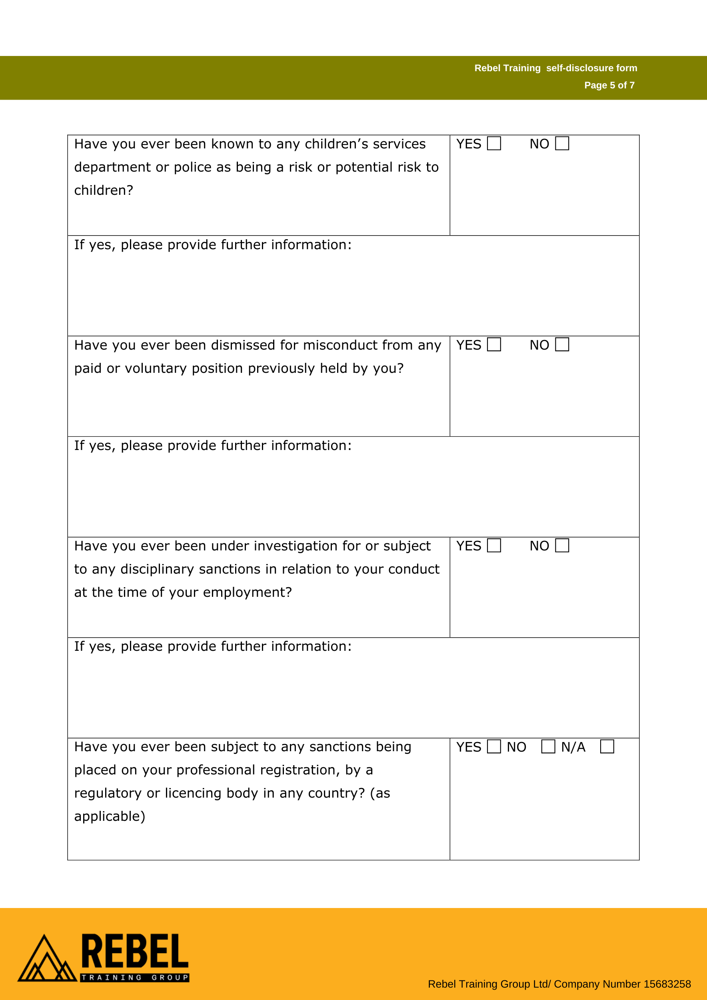 Rebel Training  self-disclosure form
Page 5 of 7
Have you ever been known to any children’s services
department or police as being a risk or potential risk to
children?
YES ☐ NO ☐
If yes, please provide further information:
Have you ever been dismissed for misconduct from any
paid or voluntary position previously held by you?
YES ☐ NO ☐
If yes, please provide further information:
Have you ever been under investigation for or subject
to any disciplinary sanctions in relation to your conduct
at the time of your employment?
YES ☐ NO ☐
If yes, please provide further information:
Have you ever been subject to any sanctions being
placed on your professional registration, by a
regulatory or licencing body in any country? (as
applicable)
YES ☐ NO ☐ N/A ☐
REBEL
TRAINING GROUP
Rebel Training Group Ltd/ Company Number 15683258